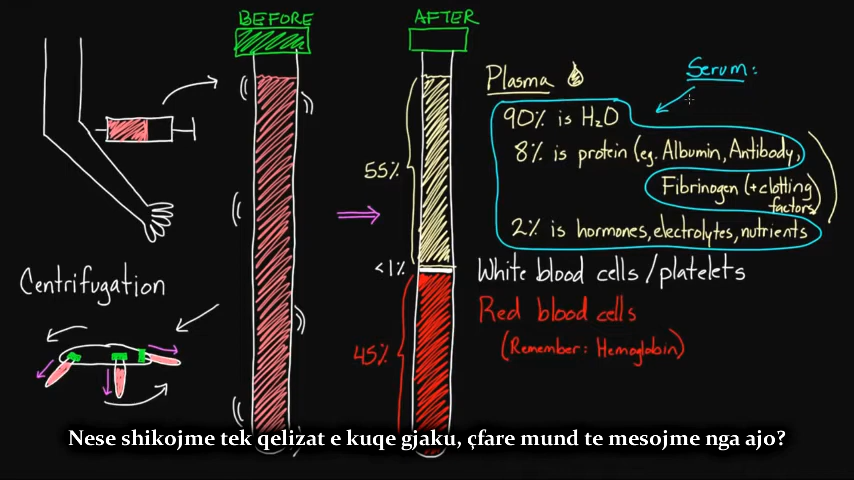 BEFORE
AFTER
Plasma
Serum:
90% is H₂O
8% is protein (eg. Albumin, Antibody,
Fibrinogen (+clotting
factors)
2% is hormones, electrolytes, nutrients
55%
<1%
White blood cells/platelets
Red blood cells
(Remember: Hemoglobin)
45%
Centrifugation
Nese shikojme tek qelizat e kuqe gjaku, çfare mund te mesojme nga ajo?